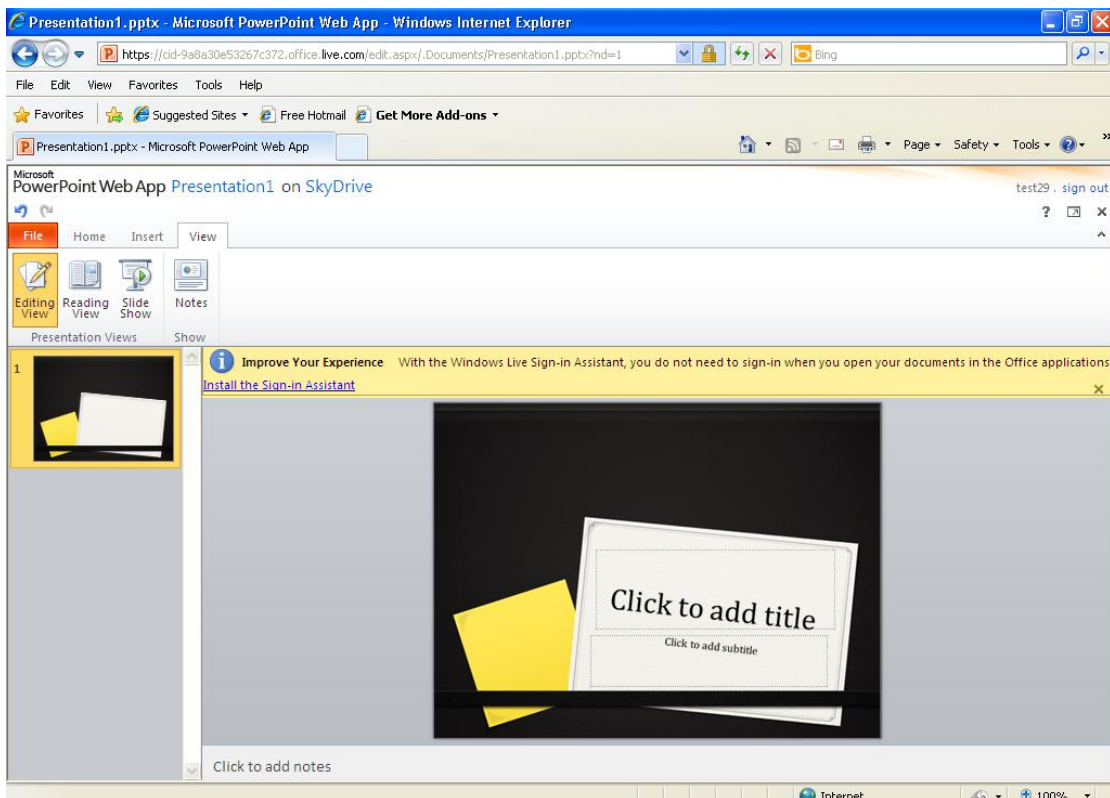 Presentation1.pptx - Microsoft PowerPoint Web App - Windows Internet Explorer
https://cid-9a8a30e53267c372.office.live.com/edit.aspx/.Documents/Presentation1.pptx?nd=1
Bing
File Edit View Favorites Tools Help
Favorites Suggested Sites Free Hotmail Get More Add-ons
Presentation1.pptx - Microsoft PowerPoint Web App
Page Safety Tools
Microsoft
PowerPoint Web App Presentation1 on SkyDrive
test29 . sign out
File Home Insert View
Editing View
Reading View
Slide Show
Notes
Presentation Views Show
1
Improve Your Experience With the Windows Live Sign-in Assistant, you do not need to sign-in when you open your documents in the Office applications
Install the Sign-in Assistant
Click to add title
Click to add subtitle
Click to add notes
Internet 100%